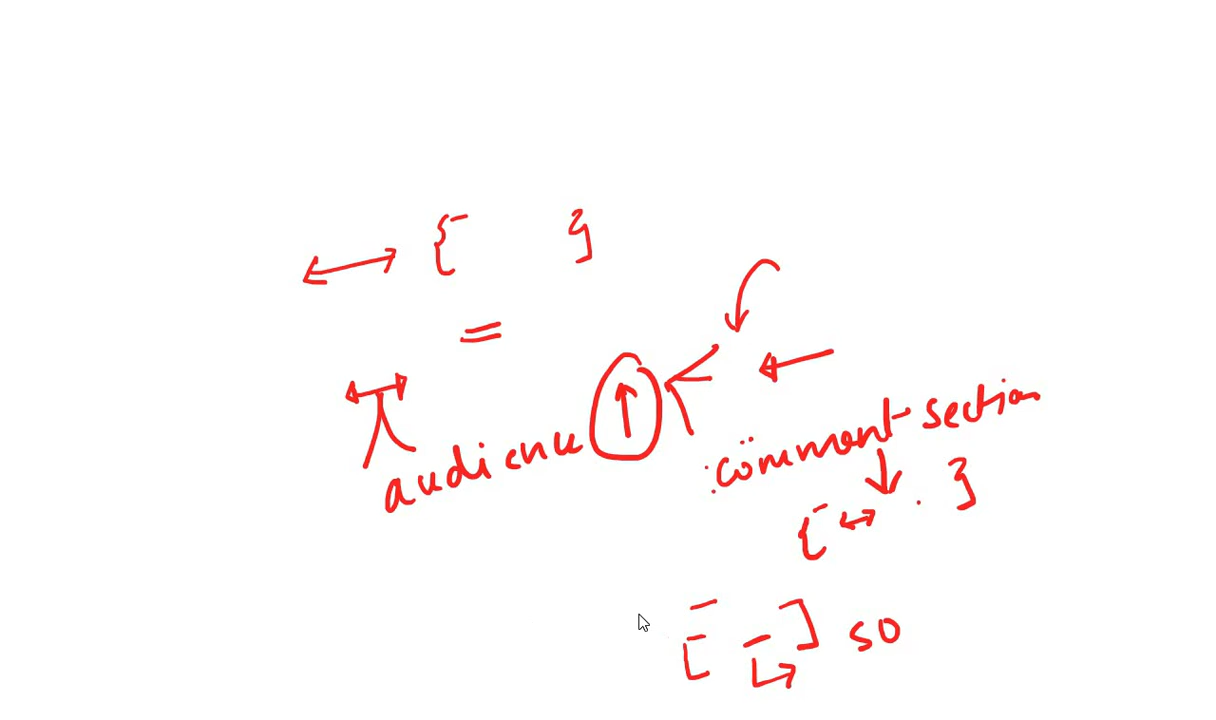 { }
=
audience ↑
comment-section
{ ↔ . }
[ ] so